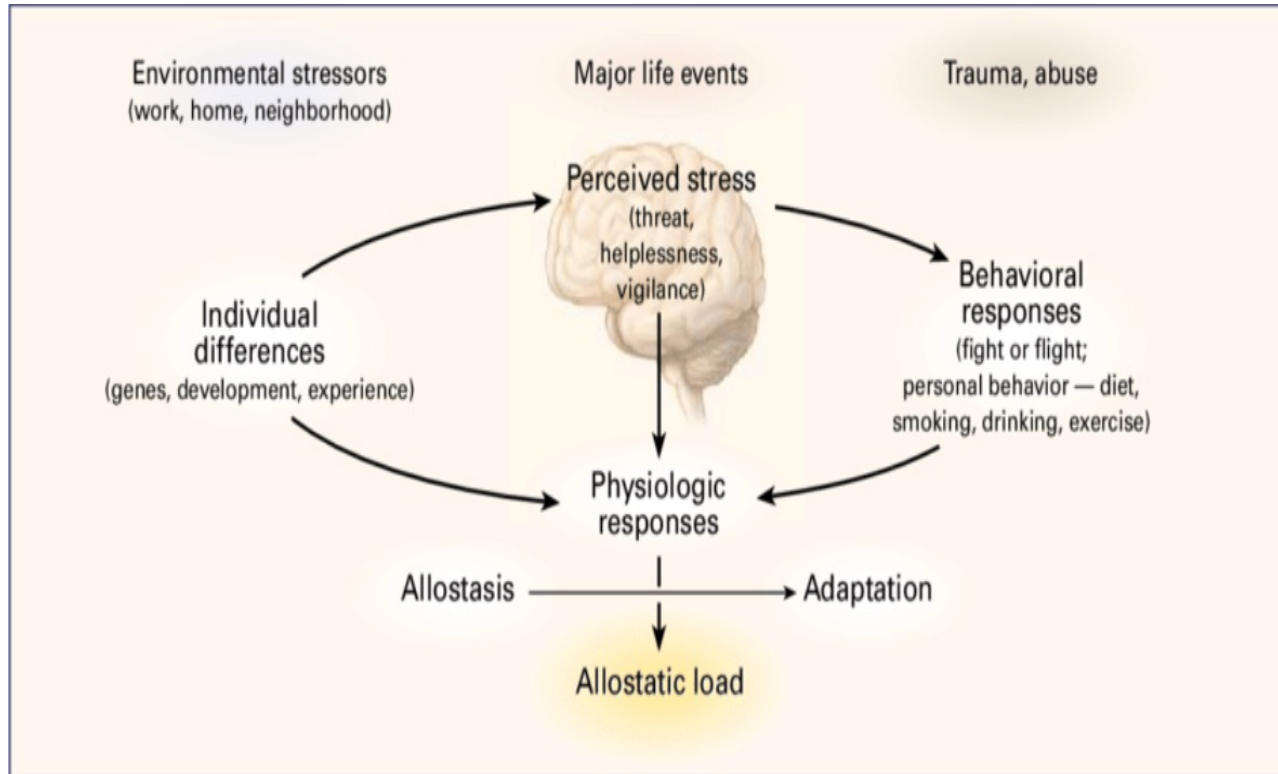 Environmental stressors
(work, home, neighborhood)
Major life events
Trauma, abuse
Perceived stress
(threat,
helplessness,
vigilance)
Individual
differences
(genes, development, experience)
Behavioral
responses
(fight or flight;
personal behavior — diet,
smoking, drinking, exercise)
Physiologic
responses
Allostasis
Adaptation
Allostatic load